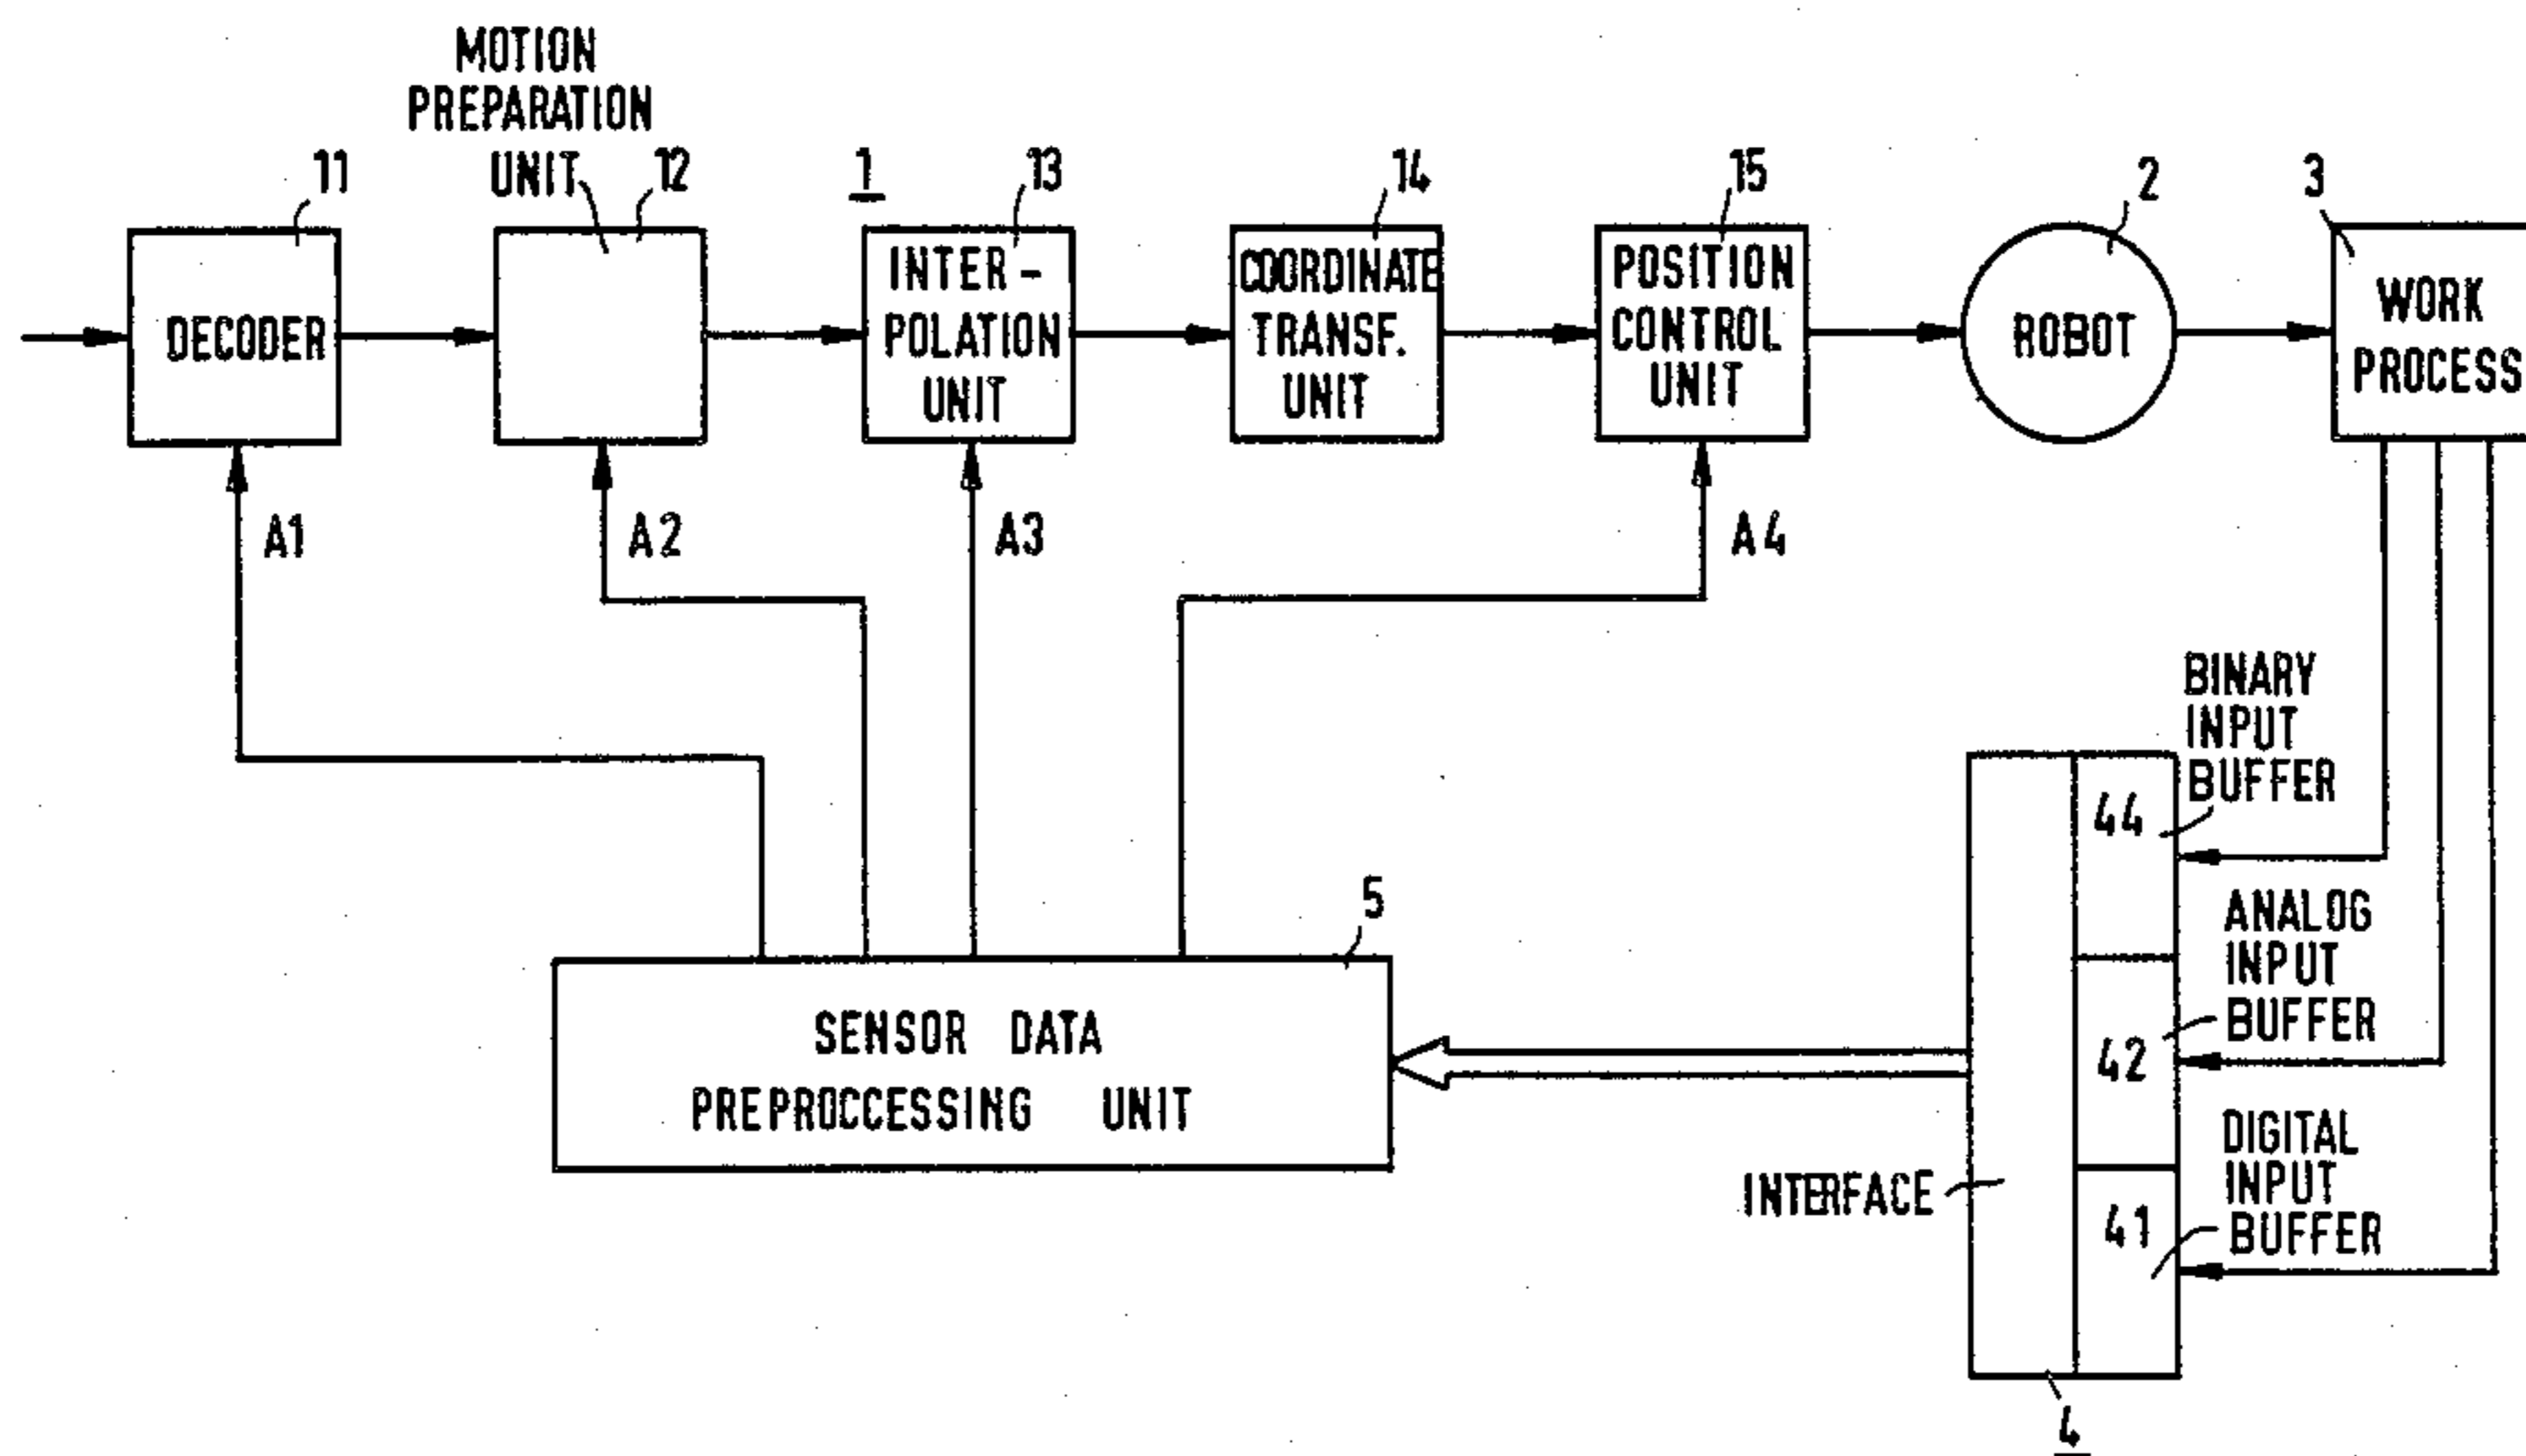 MOTION
PREPARATION
UNIT
11
12
1
13
14
15
2
3
DECODER
INTER-
POLATION
UNIT
COORDINATE
TRANSF.
UNIT
POSITION
CONTROL
UNIT
ROBOT
WORK
PROCESS
A1
A2
A3
A4
BINARY
INPUT
BUFFER
44
ANALOG
INPUT
BUFFER
42
DIGITAL
INPUT
BUFFER
41
5
SENSOR DATA
PREPROCCESSING UNIT
INTERFACE
4